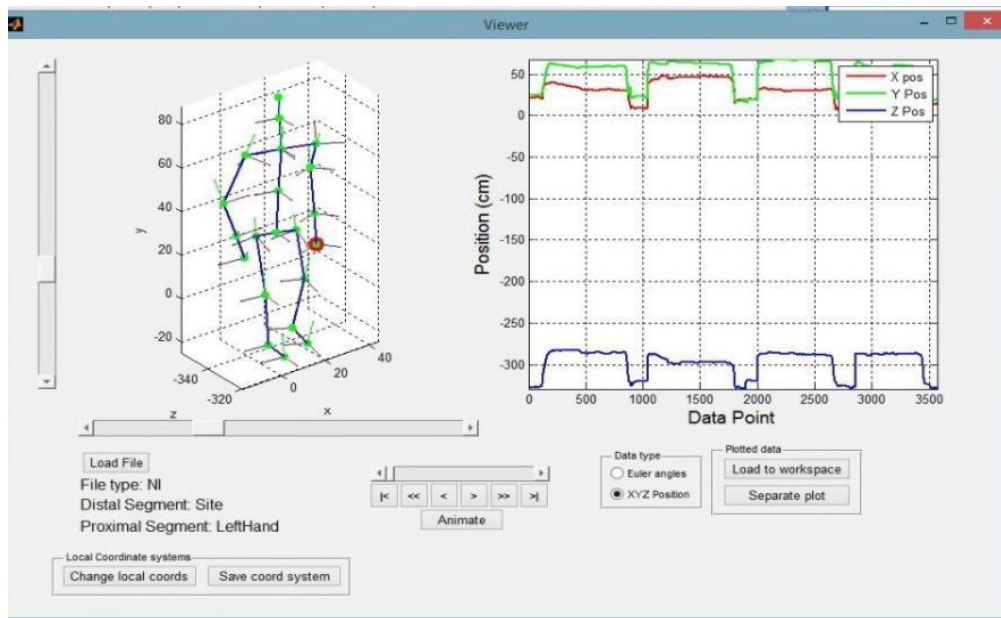 Viewer
80
60
40
20
0
-20
y
-340
-320
0
20
40
z
x
50
0
-50
-100
-150
-200
-250
-300
Position (cm)
X pos
Y Pos
Z Pos
0 500 1000 1500 2000 2500 3000 3500
Data Point
Load File
File type: NI
Distal Segment: Site
Proximal Segment: LeftHand
|< << < > >> >|
Animate
Data type
Euler angles
XYZ Position
Plotted data
Load to workspace
Separate plot
Local Coordinate systems
Change local coords Save coord system